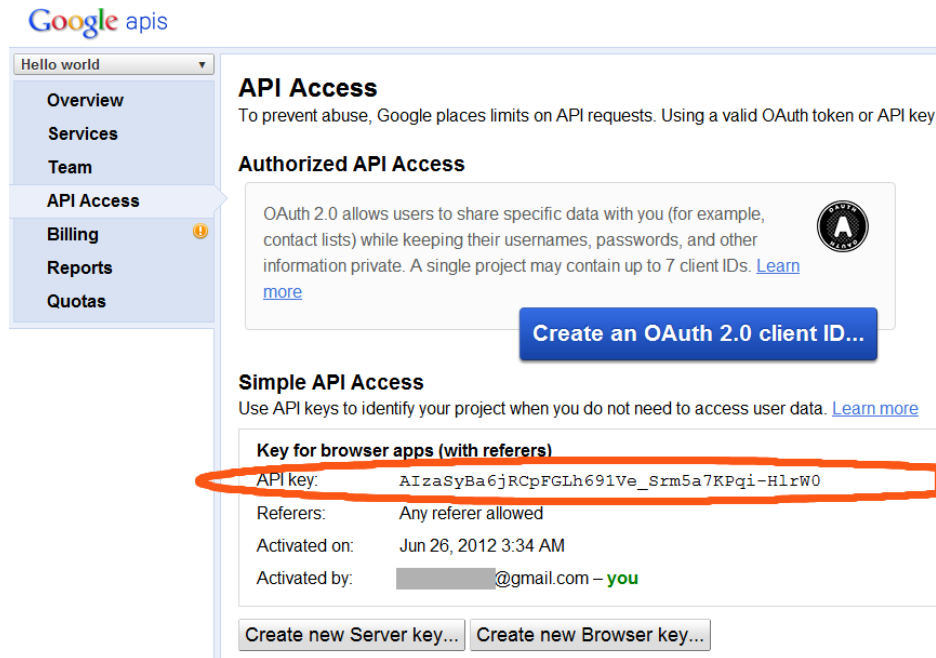 Google apis
Hello world
Overview
Services
Team
API Access
Billing
Reports
Quotas
API Access
To prevent abuse, Google places limits on API requests. Using a valid OAuth token or API key
Authorized API Access
OAuth 2.0 allows users to share specific data with you (for example,
contact lists) while keeping their usernames, passwords, and other
information private. A single project may contain up to 7 client IDs. Learn
more
OAUTH
A
OAUTH
Create an OAuth 2.0 client ID...
Simple API Access
Use API keys to identify your project when you do not need to access user data. Learn more
Key for browser apps (with referers)
API key: AIzaSyBa6jRCpFGLh691Ve_Srm5a7KPqi-HlrW0
Referers: Any referer allowed
Activated on: Jun 26, 2012 3:34 AM
Activated by: @gmail.com – you
Create new Server key... Create new Browser key...